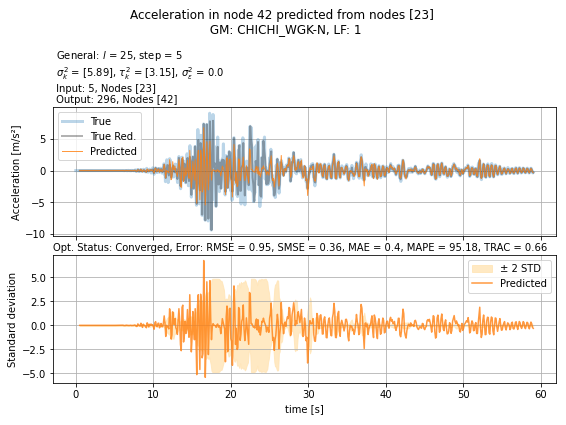 Acceleration in node 42 predicted from nodes [23]
GM: CHICHI_WGK-N, LF: 1
General: l = 25, step = 5
σ²ₖ = [5.89], τ²ₖ = [3.15], σ²ε = 0.0
Input: 5, Nodes [23]
Output: 296, Nodes [42]
True
True Red.
Predicted
Acceleration [m/s²]
5
0
−5
−10
Opt. Status: Converged, Error: RMSE = 0.95, SMSE = 0.36, MAE = 0.4, MAPE = 95.18, TRAC = 0.66
± 2 STD
Predicted
Standard deviation
5.0
2.5
0.0
−2.5
−5.0
0 10 20 30 40 50 60
time [s]